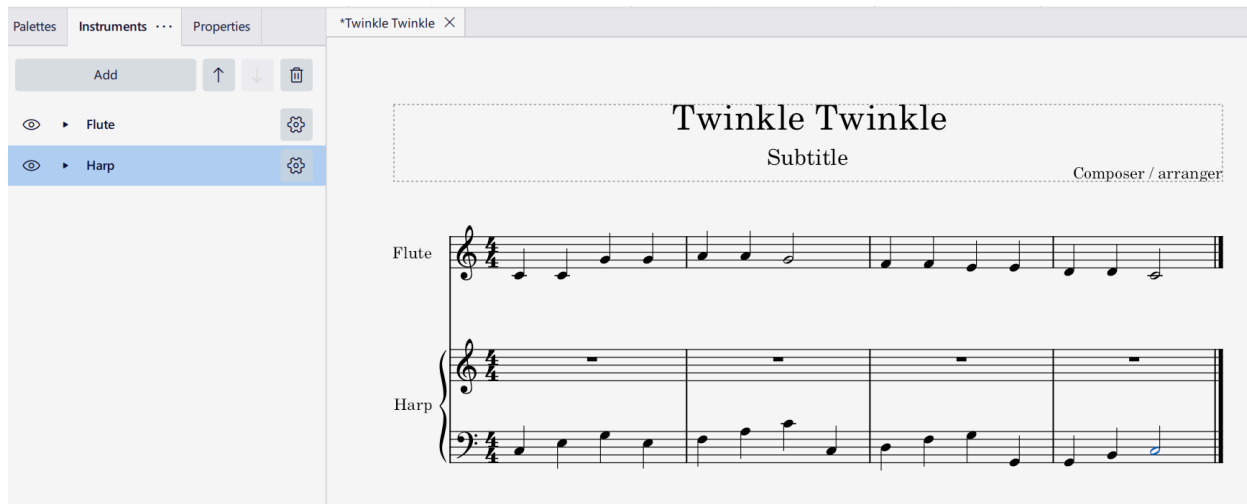 Palettes Instruments ··· Properties
*Twinkle Twinkle ×
Add
Flute
Harp
Twinkle Twinkle
Subtitle
Composer / arranger
Flute
Harp